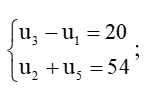 {u₃ − u₁ = 20
u₂ + u₅ = 54 ;